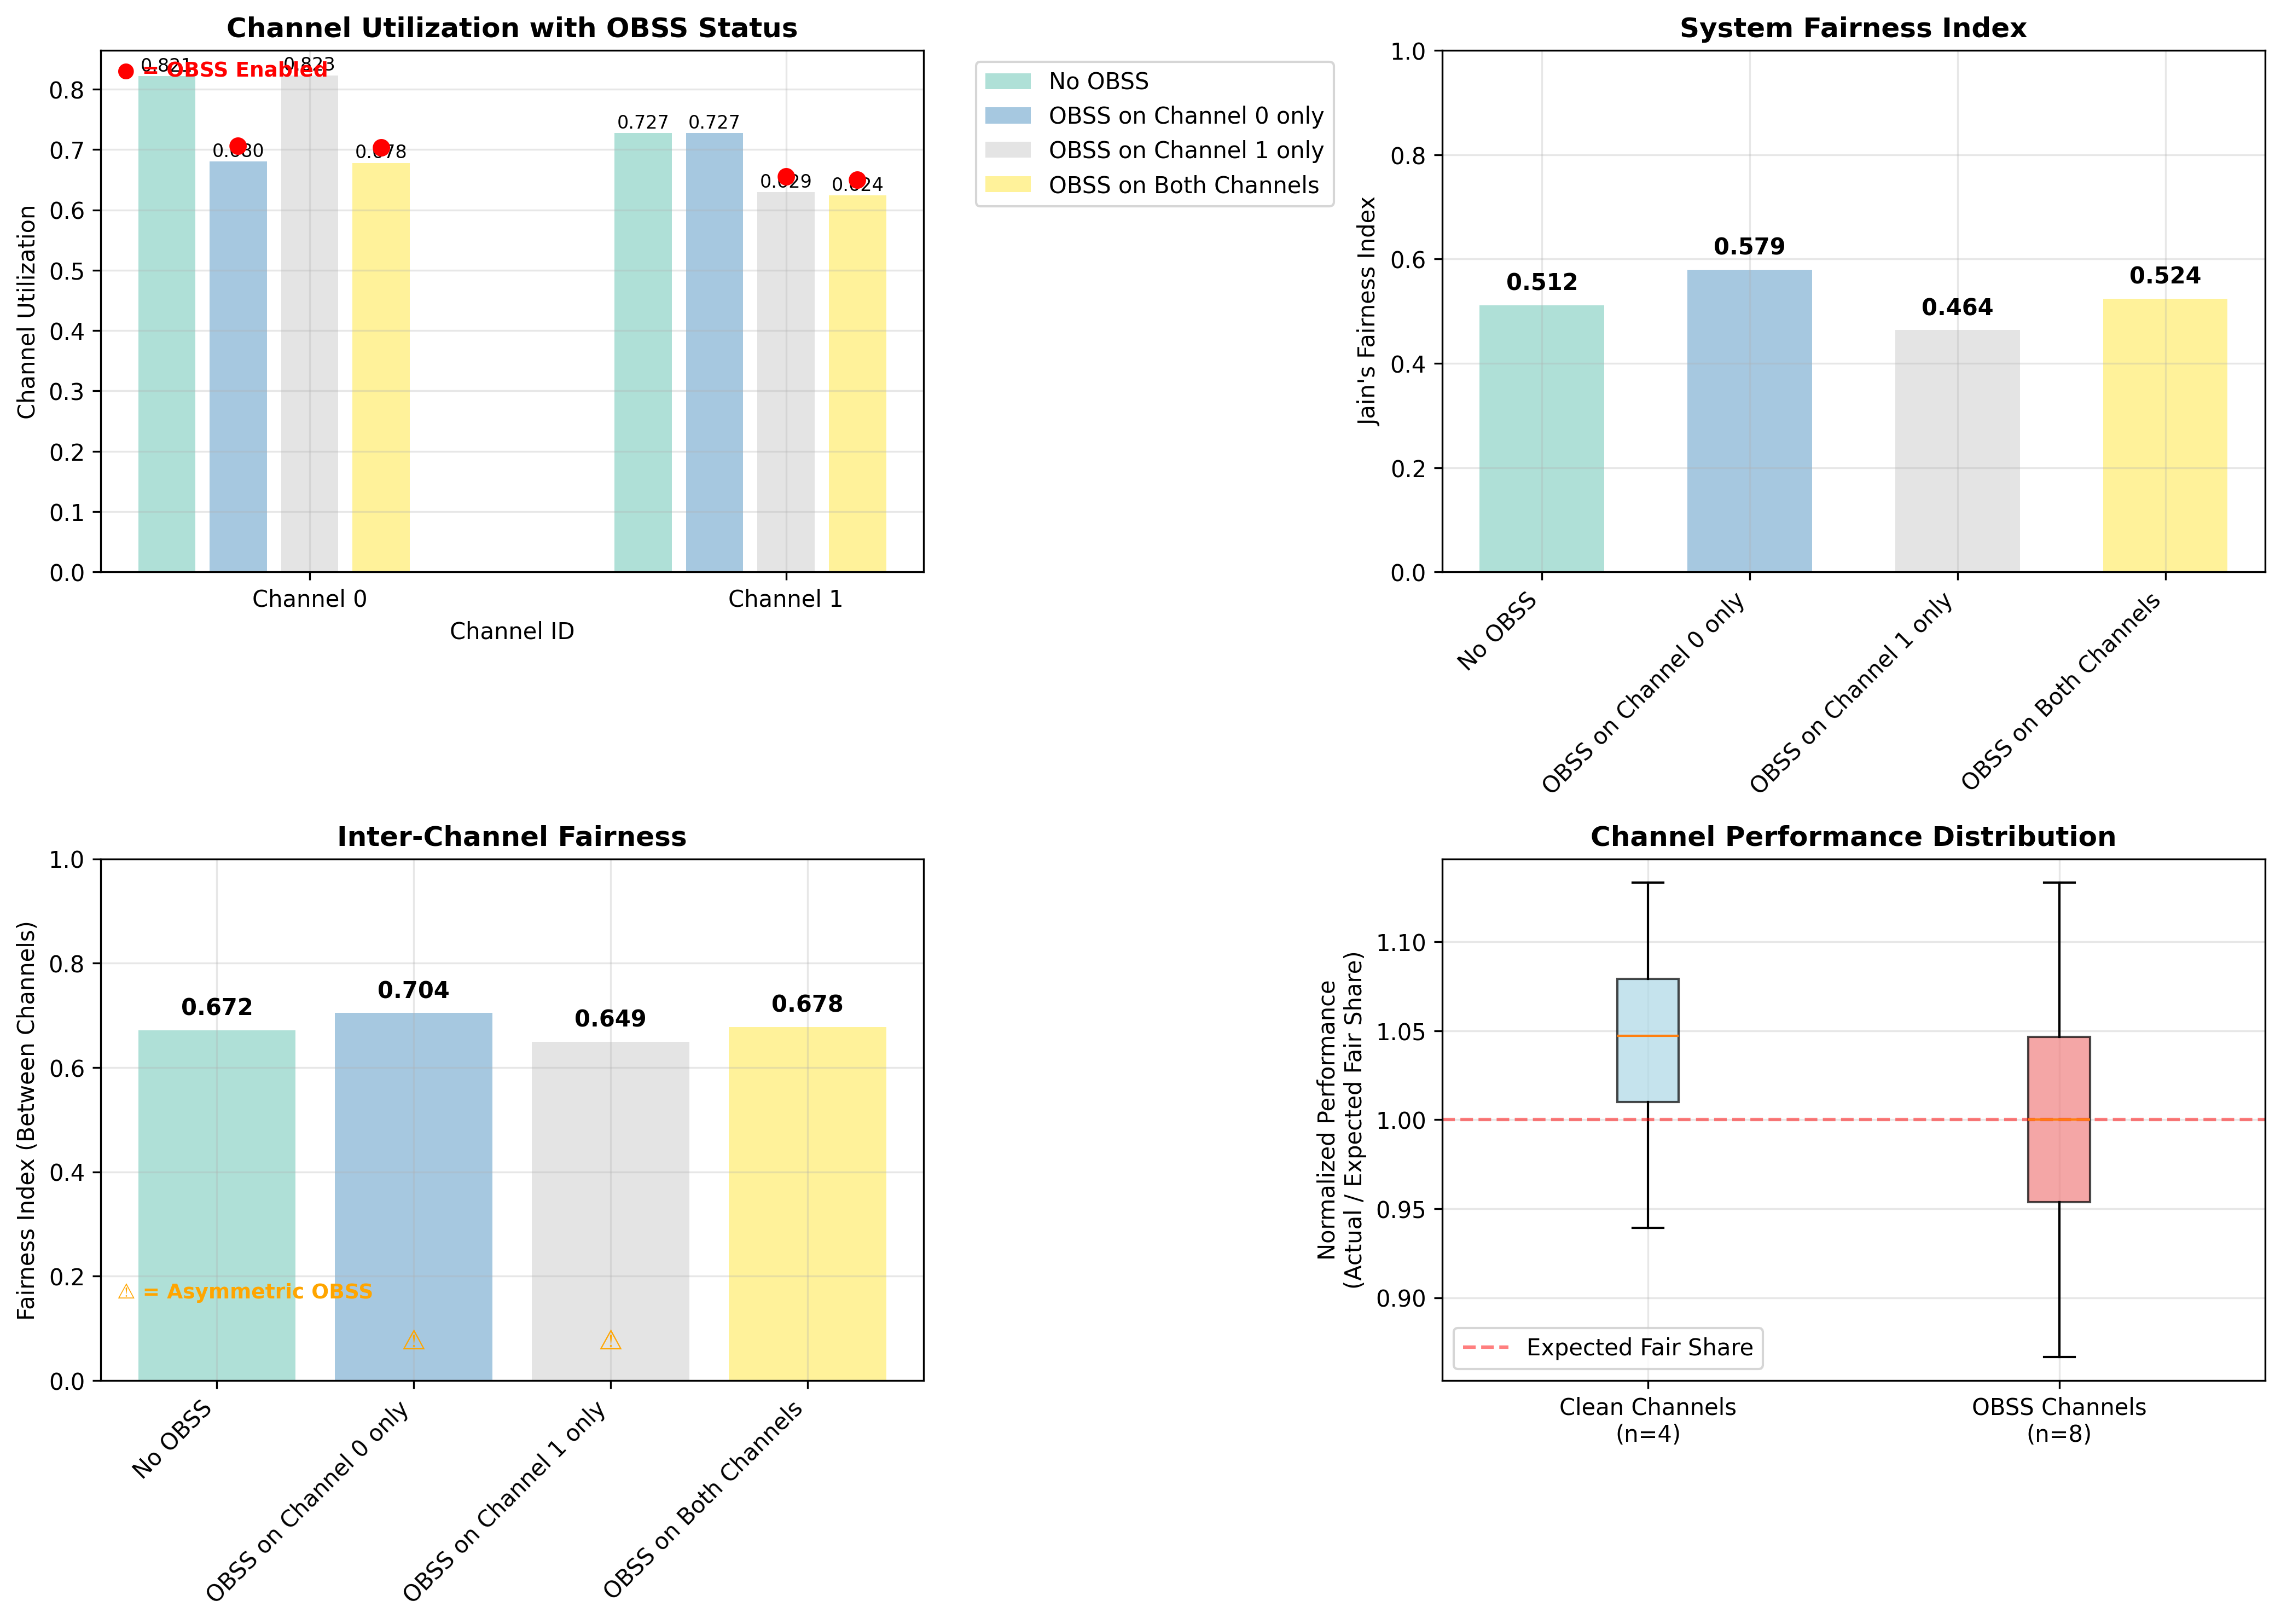 Channel Utilization with OBSS Status
Channel Utilization
0.8
0.7
0.6
0.5
0.4
0.3
0.2
0.1
0.0
● = OBSS Enabled
0.821
0.680
0.823
0.678
0.727
0.727
0.629
0.624
Channel 0
Channel 1
Channel ID
No OBSS
OBSS on Channel 0 only
OBSS on Channel 1 only
OBSS on Both Channels
System Fairness Index
Jain's Fairness Index
1.0
0.8
0.6
0.4
0.2
0.0
0.512
0.579
0.464
0.524
No OBSS
OBSS on Channel 0 only
OBSS on Channel 1 only
OBSS on Both Channels
Inter-Channel Fairness
Fairness Index (Between Channels)
1.0
0.8
0.6
0.4
0.2
0.0
0.672
0.704
0.649
0.678
⚠ = Asymmetric OBSS
⚠
⚠
No OBSS
OBSS on Channel 0 only
OBSS on Channel 1 only
OBSS on Both Channels
Channel Performance Distribution
Normalized Performance
(Actual / Expected Fair Share)
1.10
1.05
1.00
0.95
0.90
Expected Fair Share
Clean Channels
(n=4)
OBSS Channels
(n=8)